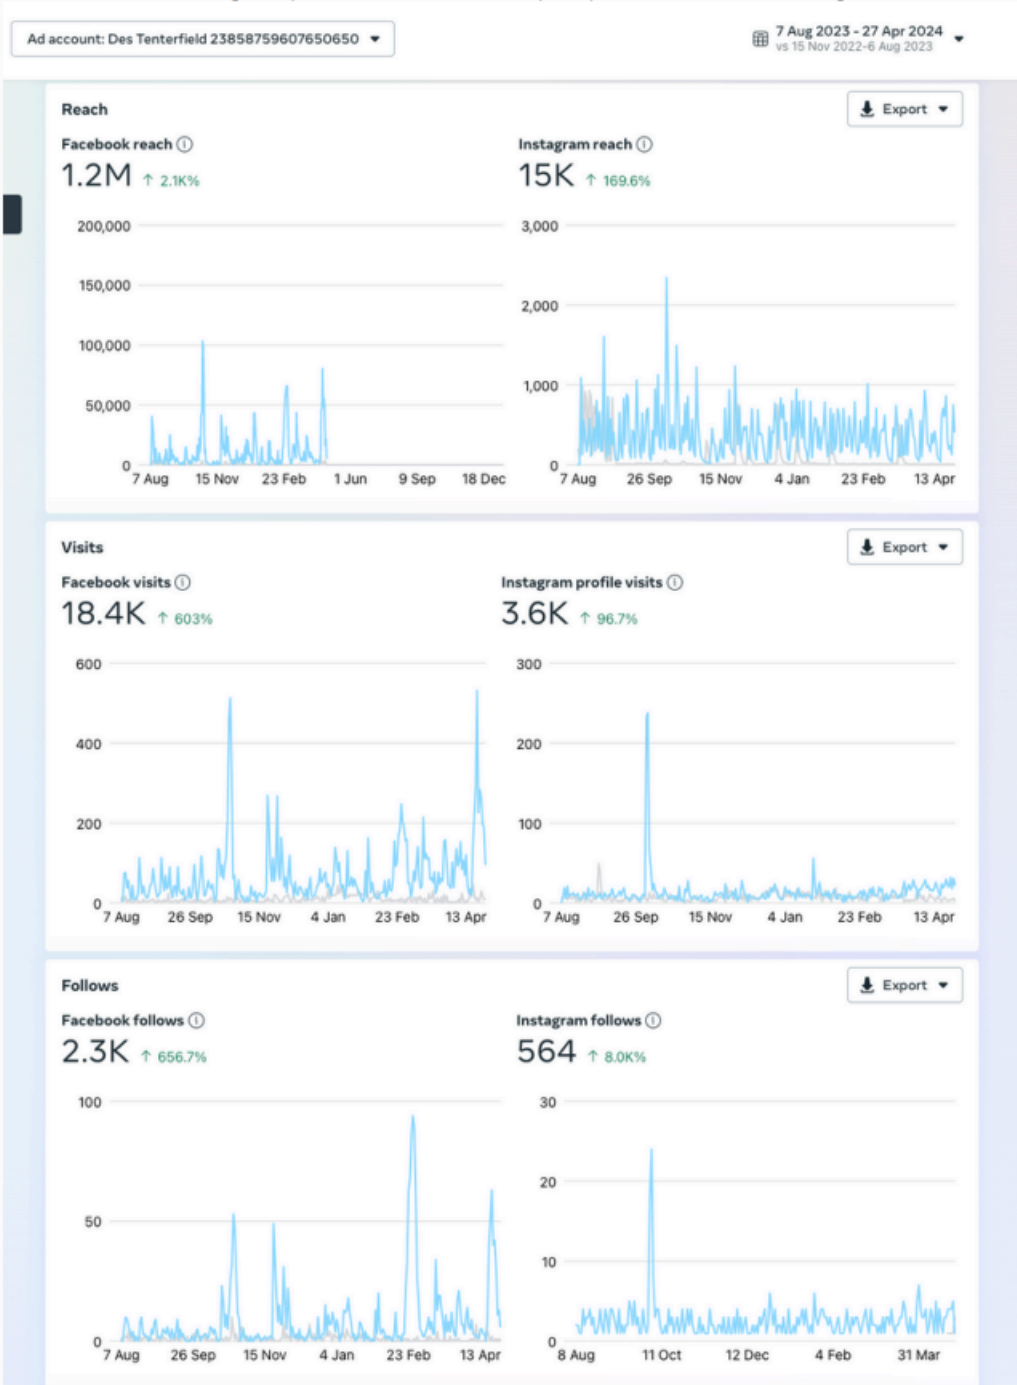 Ad account: Des Tenterfield 23858759607650650
7 Aug 2023 - 27 Apr 2024
vs 15 Nov 2022-6 Aug 2023
Reach
Export
Facebook reach
1.2M ↑ 2.1K%
200,000
150,000
100,000
50,000
0
7 Aug 15 Nov 23 Feb 1 Jun 9 Sep 18 Dec
Instagram reach
15K ↑ 169.6%
3,000
2,000
1,000
0
7 Aug 26 Sep 15 Nov 4 Jan 23 Feb 13 Apr
Visits
Export
Facebook visits
18.4K ↑ 603%
600
400
200
0
7 Aug 26 Sep 15 Nov 4 Jan 23 Feb 13 Apr
Instagram profile visits
3.6K ↑ 96.7%
300
200
100
0
7 Aug 26 Sep 15 Nov 4 Jan 23 Feb 13 Apr
Follows
Export
Facebook follows
2.3K ↑ 656.7%
100
50
0
7 Aug 26 Sep 15 Nov 4 Jan 23 Feb 13 Apr
Instagram follows
564 ↑ 8.0K%
30
20
10
0
8 Aug 11 Oct 12 Dec 4 Feb 31 Mar